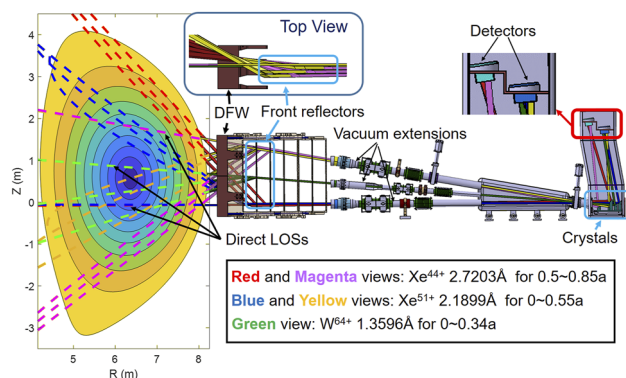 Top View
Detectors
DFW
Front reflectors
Vacuum extensions
Direct LOSs
Crystals
Z (m)
4
3
2
1
0
-1
-2
-3
5
6
7
8
R (m)
Red and Magenta views: Xe44+ 2.7203Å for 0.5~0.85a
Blue and Yellow views: Xe51+ 2.1899Å for 0~0.55a
Green view: W64+ 1.3596Å for 0~0.34a